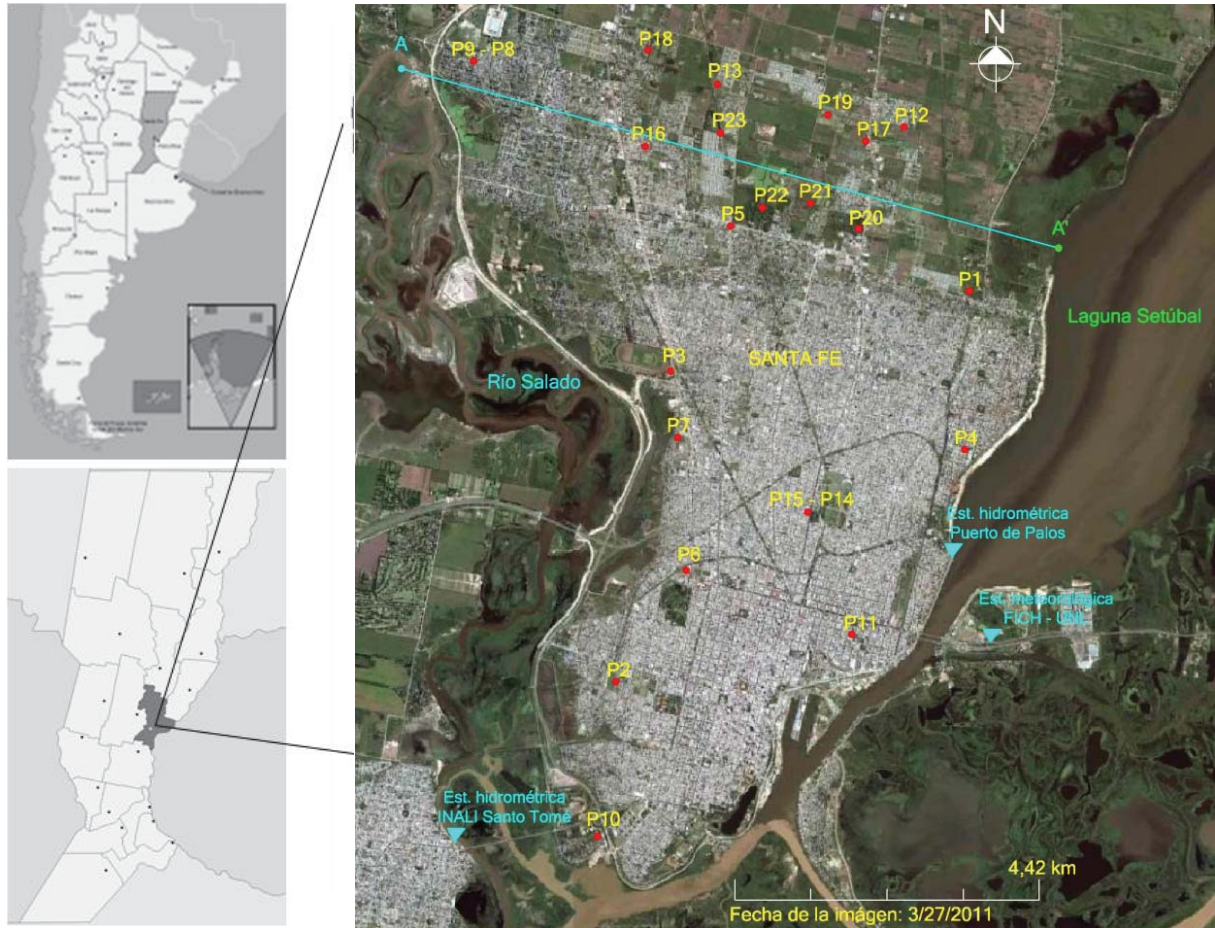 N
A
P9 - P8
P18
P13
P19
P12
P23
P17
P16
P22
P21
P5
P20
A'
P1
Laguna Setúbal
SANTA FE
P3
Río Salado
P7
P4
P15 - P14
Est. hidrométrica
Puerto de Palos
P6
Est. meteorológica
FICH - UNL
P11
P2
Est. hidrométrica
INALI Santo Tomé
P10
4,42 km
Fecha de la imágen: 3/27/2011